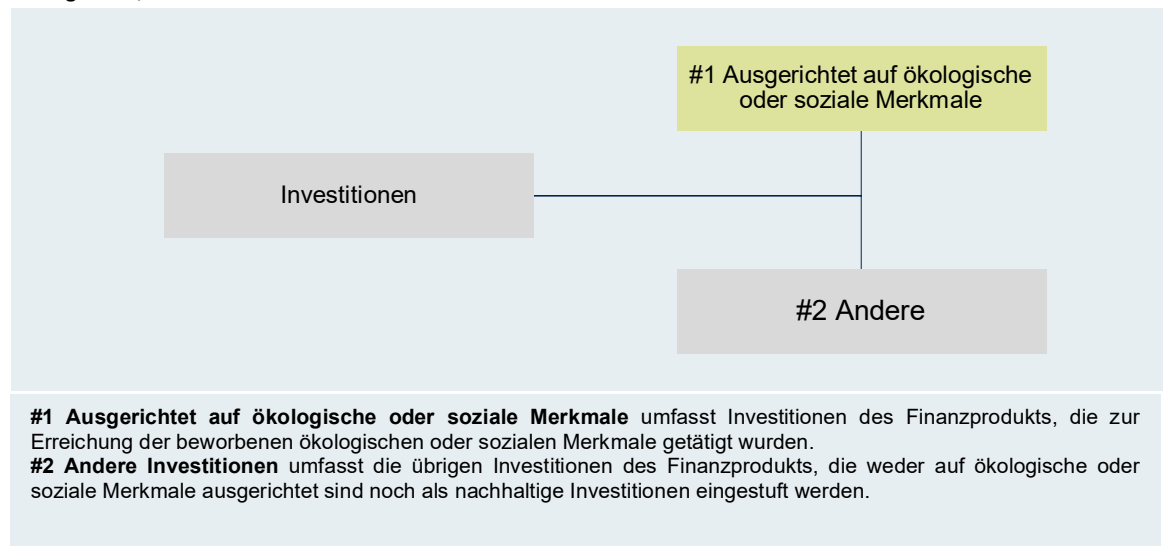 #1 Ausgerichtet auf ökologische
oder soziale Merkmale
Investitionen
#2 Andere
#1 Ausgerichtet auf ökologische oder soziale Merkmale umfasst Investitionen des Finanzprodukts, die zur
Erreichung der beworbenen ökologischen oder sozialen Merkmale getätigt wurden.
#2 Andere Investitionen umfasst die übrigen Investitionen des Finanzprodukts, die weder auf ökologische oder
soziale Merkmale ausgerichtet sind noch als nachhaltige Investitionen eingestuft werden.